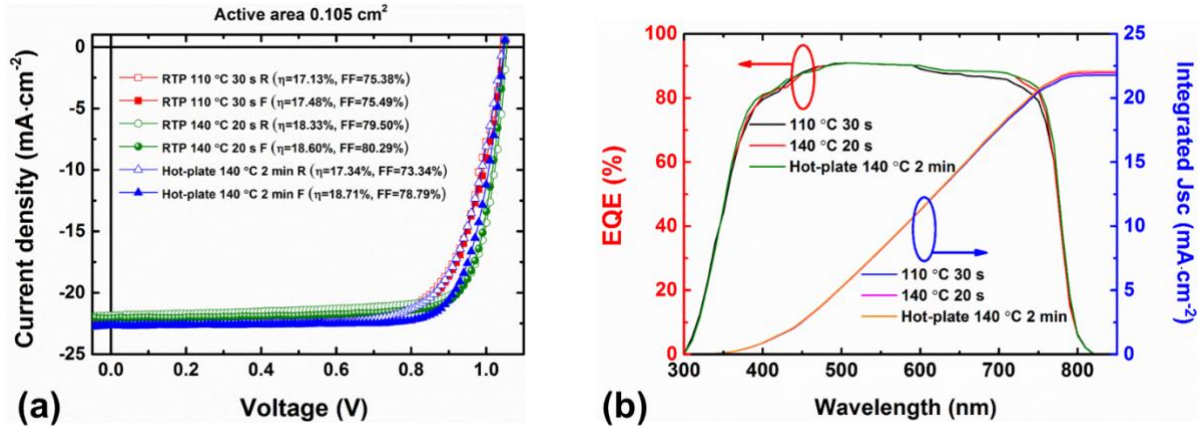 Active area 0.105 cm²
0
-5
-10
-15
-20
-25
RTP 110 °C 30 s R (η=17.13%, FF=75.38%)
RTP 110 °C 30 s F (η=17.48%, FF=75.49%)
RTP 140 °C 20 s R (η=18.33%, FF=79.50%)
RTP 140 °C 20 s F (η=18.60%, FF=80.29%)
Hot-plate 140 °C 2 min R (η=17.34%, FF=73.34%)
Hot-plate 140 °C 2 min F (η=18.71%, FF=78.79%)
Current density (mA·cm⁻²)
0.0 0.2 0.4 0.6 0.8 1.0
Voltage (V)
(a)
100
80
60
40
20
0
EQE (%)
110 °C 30 s
140 °C 20 s
Hot-plate 140 °C 2 min
110 °C 30 s
140 °C 20 s
Hot-plate 140 °C 2 min
25
20
15
10
5
0
Integrated Jsc (mA·cm⁻²)
300 400 500 600 700 800
Wavelength (nm)
(b)